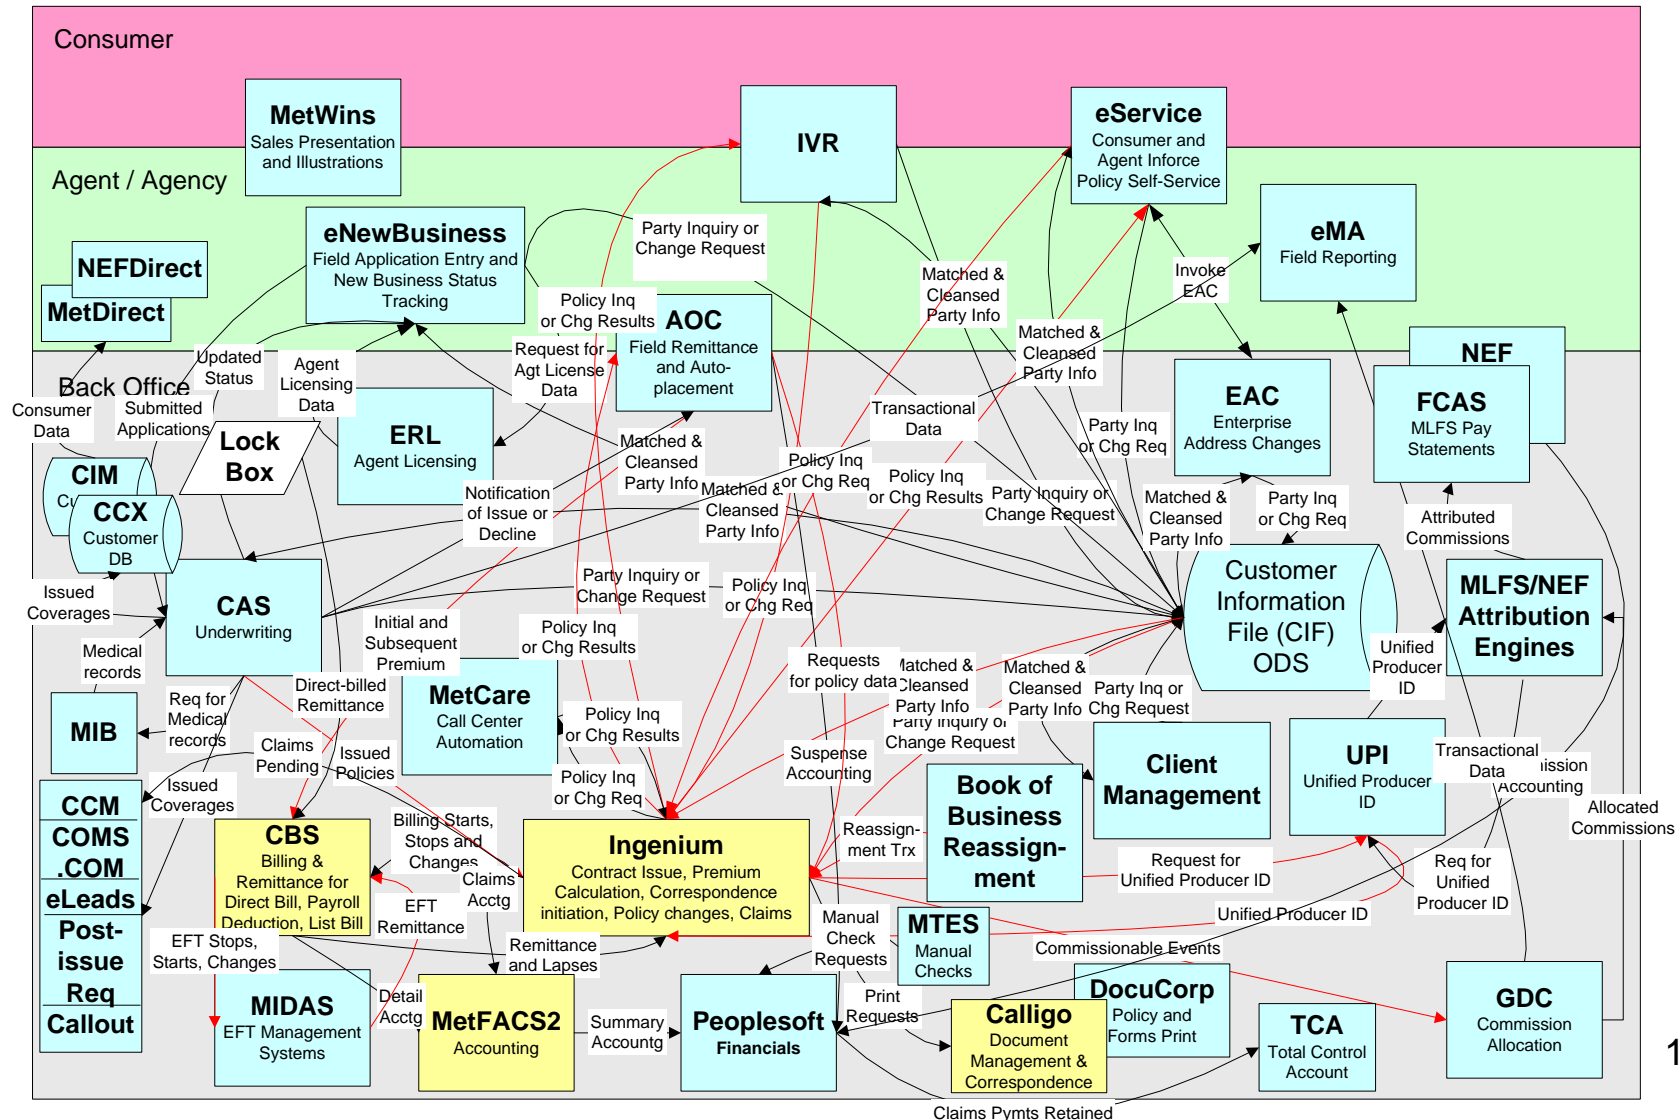 Consumer
MetWins
Sales Presentation
and Illustrations
IVR
eService
Consumer and
Agent Inforce
Policy Self-Service
Agent / Agency
eNewBusiness
Field Application Entry and
New Business Status
Tracking
Party Inquiry or
Change Request
eMA
Field Reporting
NEFDirect
MetDirect
Invoke
EAC
Matched &
Cleansed
Party Info
Policy Inq
or Chg Results
AOC
Field Remittance
and Auto-
placement
Matched &
Cleansed
Party Info
Request for
Agt License
Data
Updated
Status
Agent
Licensing
Data
Back Office
NEF
FCAS
MLFS Pay
Statements
EAC
Enterprise
Address Changes
Consumer
Data
Submitted
Applications
Lock
Box
ERL
Agent Licensing
Transactional
Data
Party Inq
or Chg Req
Matched &
Cleansed
Party Info
CIM
Cu
CCX
Customer
DB
Notification
of Issue or
Decline
Matched &
Cleansed
Party Info
Policy Inq
or Chg Req
Policy Inq
or Chg Results
Party Inquiry or
Change Request
Matched &
Cleansed
Party Info
Party Inq
or Chg Req
Attributed
Commissions
Issued
Coverages
CAS
Underwriting
Party Inquiry or
Change Request
Policy Inq
or Chg Req
Customer
Information
File (CIF)
ODS
MLFS/NEF
Attribution
Engines
Initial and
Subsequent
Premium
Policy Inq
or Chg Results
Medical
records
Requests
for policy data
Matched &
Cleansed
Party Info
Matched &
Cleansed
Party Info
Party Inq or
Chg Request
Unified
Producer
ID
Req for
Medical
records
Direct-billed
Remittance
MetCare
Call Center
Automation
Policy Inq
or Chg Results
Party Inquiry or
Change Request
MIB
Claims
Pending
Issued
Policies
Suspense
Accounting
Client
Management
UPI
Unified Producer
ID
Transactional
Data
ission
Accounting
Issued
Coverages
Policy Inq
or Chg Req
Book of
Business
Reassign-
ment
CCM
COMS
.COM
eLeads
Post-
issue
Req
Callout
CBS
Billing &
Remittance for
Direct Bill, Payroll
Deduction, List Bill
Billing Starts,
Stops and
Changes
Claims
Acctg
Ingenium
Contract Issue, Premium
Calculation, Correspondence
initiation, Policy changes, Claims
Reassign-
ment Trx
Request for
Unified Producer ID
Req for
Unified
Producer ID
Allocated
Commissions
EFT
Remittance
Unified Producer ID
EFT Stops,
Starts, Changes
Remittance
and Lapses
Manual
Check
Requests
MTES
Manual
Checks
Commissionable Events
MIDAS
EFT Management
Systems
Detail
Acctg
MetFACS2
Accounting
Summary
Accountg
Peoplesoft
Financials
Print
Requests
Calligo
Document
Management &
Correspondence
DocuCorp
Policy and
Forms Print
TCA
Total Control
Account
GDC
Commission
Allocation
1
Claims Pymts Retained